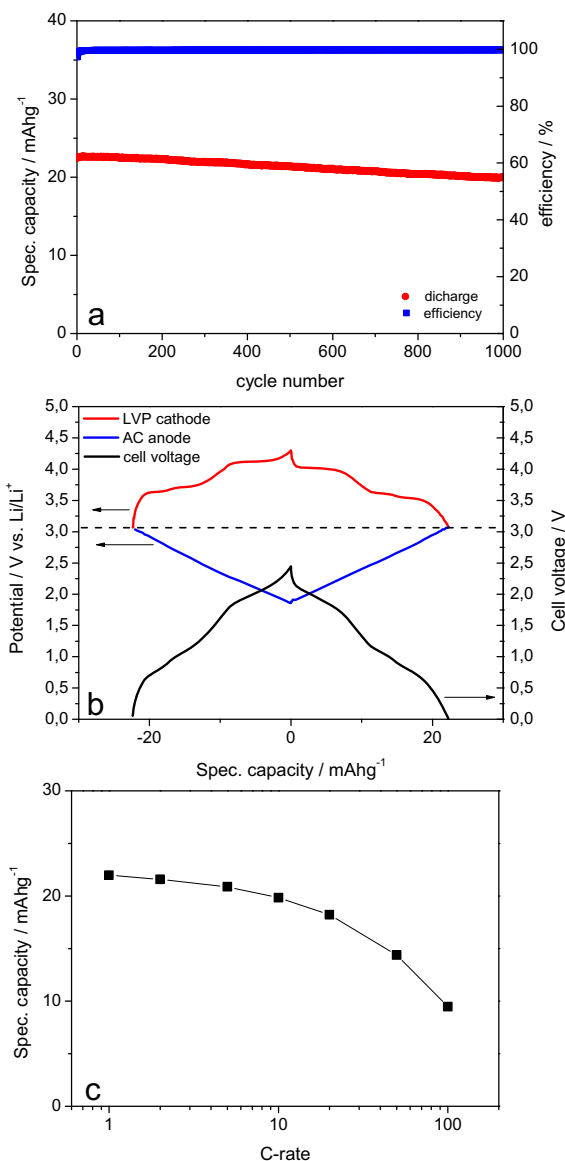 40
30
20
10
0
Spec. capacity / mAhg⁻¹
100
80
60
40
20
0
efficiency / %
dicharge
efficiency
a
0 200 400 600 800 1000
cycle number
LVP cathode
AC anode
cell voltage
5,0
4,5
4,0
3,5
3,0
2,5
2,0
1,5
1,0
0,5
0,0
Potential / V vs. Li/Li⁺
5,0
4,5
4,0
3,5
3,0
2,5
2,0
1,5
1,0
0,5
0,0
Cell voltage / V
b
-20 0 20
Spec. capacity / mAhg⁻¹
30
20
10
0
Spec. capacity / mAhg⁻¹
c
1 10 100
C-rate